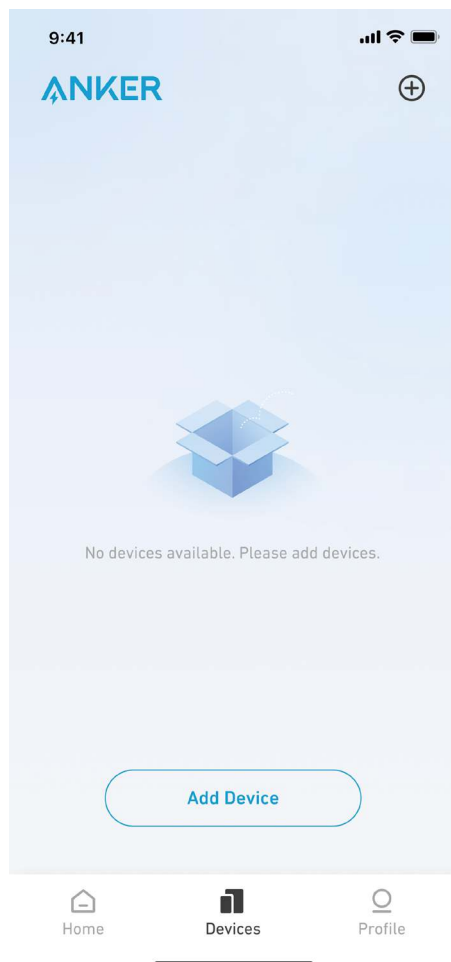 9:41
ANKER
No devices available. Please add devices.
Add Device
Home
Devices
Profile